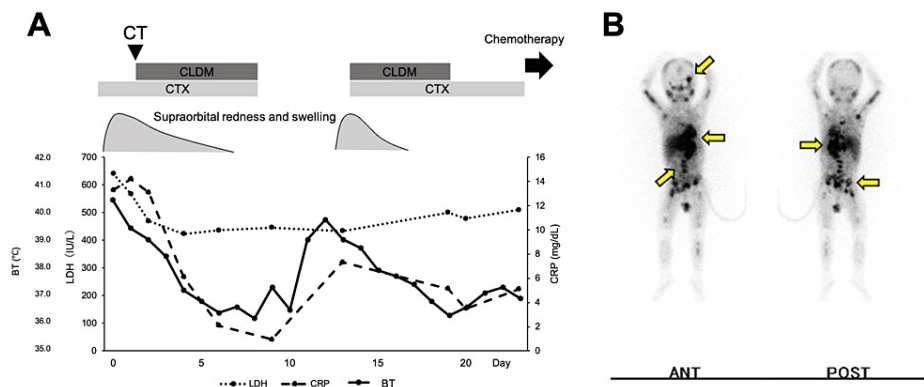 A
CT
Chemotherapy
CLDM
CTX
CLDM
CTX
Supraorbital redness and swelling
BT (°C)
42.0
41.0
40.0
39.0
38.0
37.0
36.0
35.0
LDH (IU/L)
700
600
500
400
300
200
100
0
CRP (mg/dL)
16
14
12
10
8
6
4
2
0
0 5 10 15 20 Day
LDH CRP BT
B
ANT POST